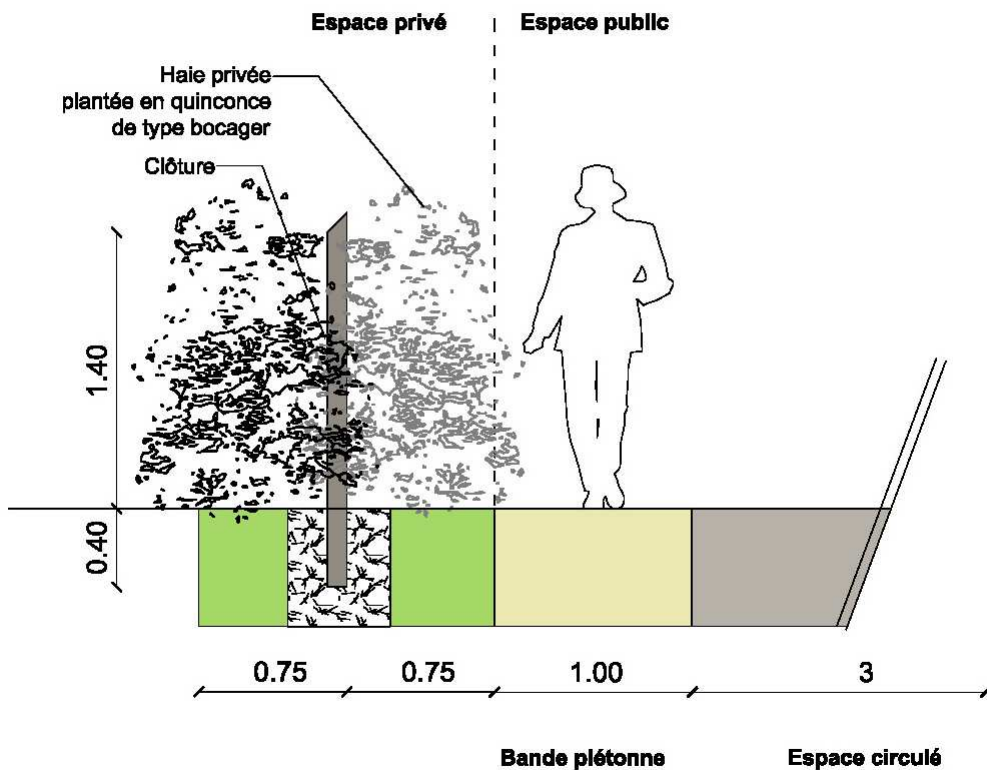 Espace privé
Espace public
Haie privée
plantée en quinconce
de type bocager
Clôture
1.40
0.40
0.75
0.75
1.00
3
Bande piétonne
Espace circulé